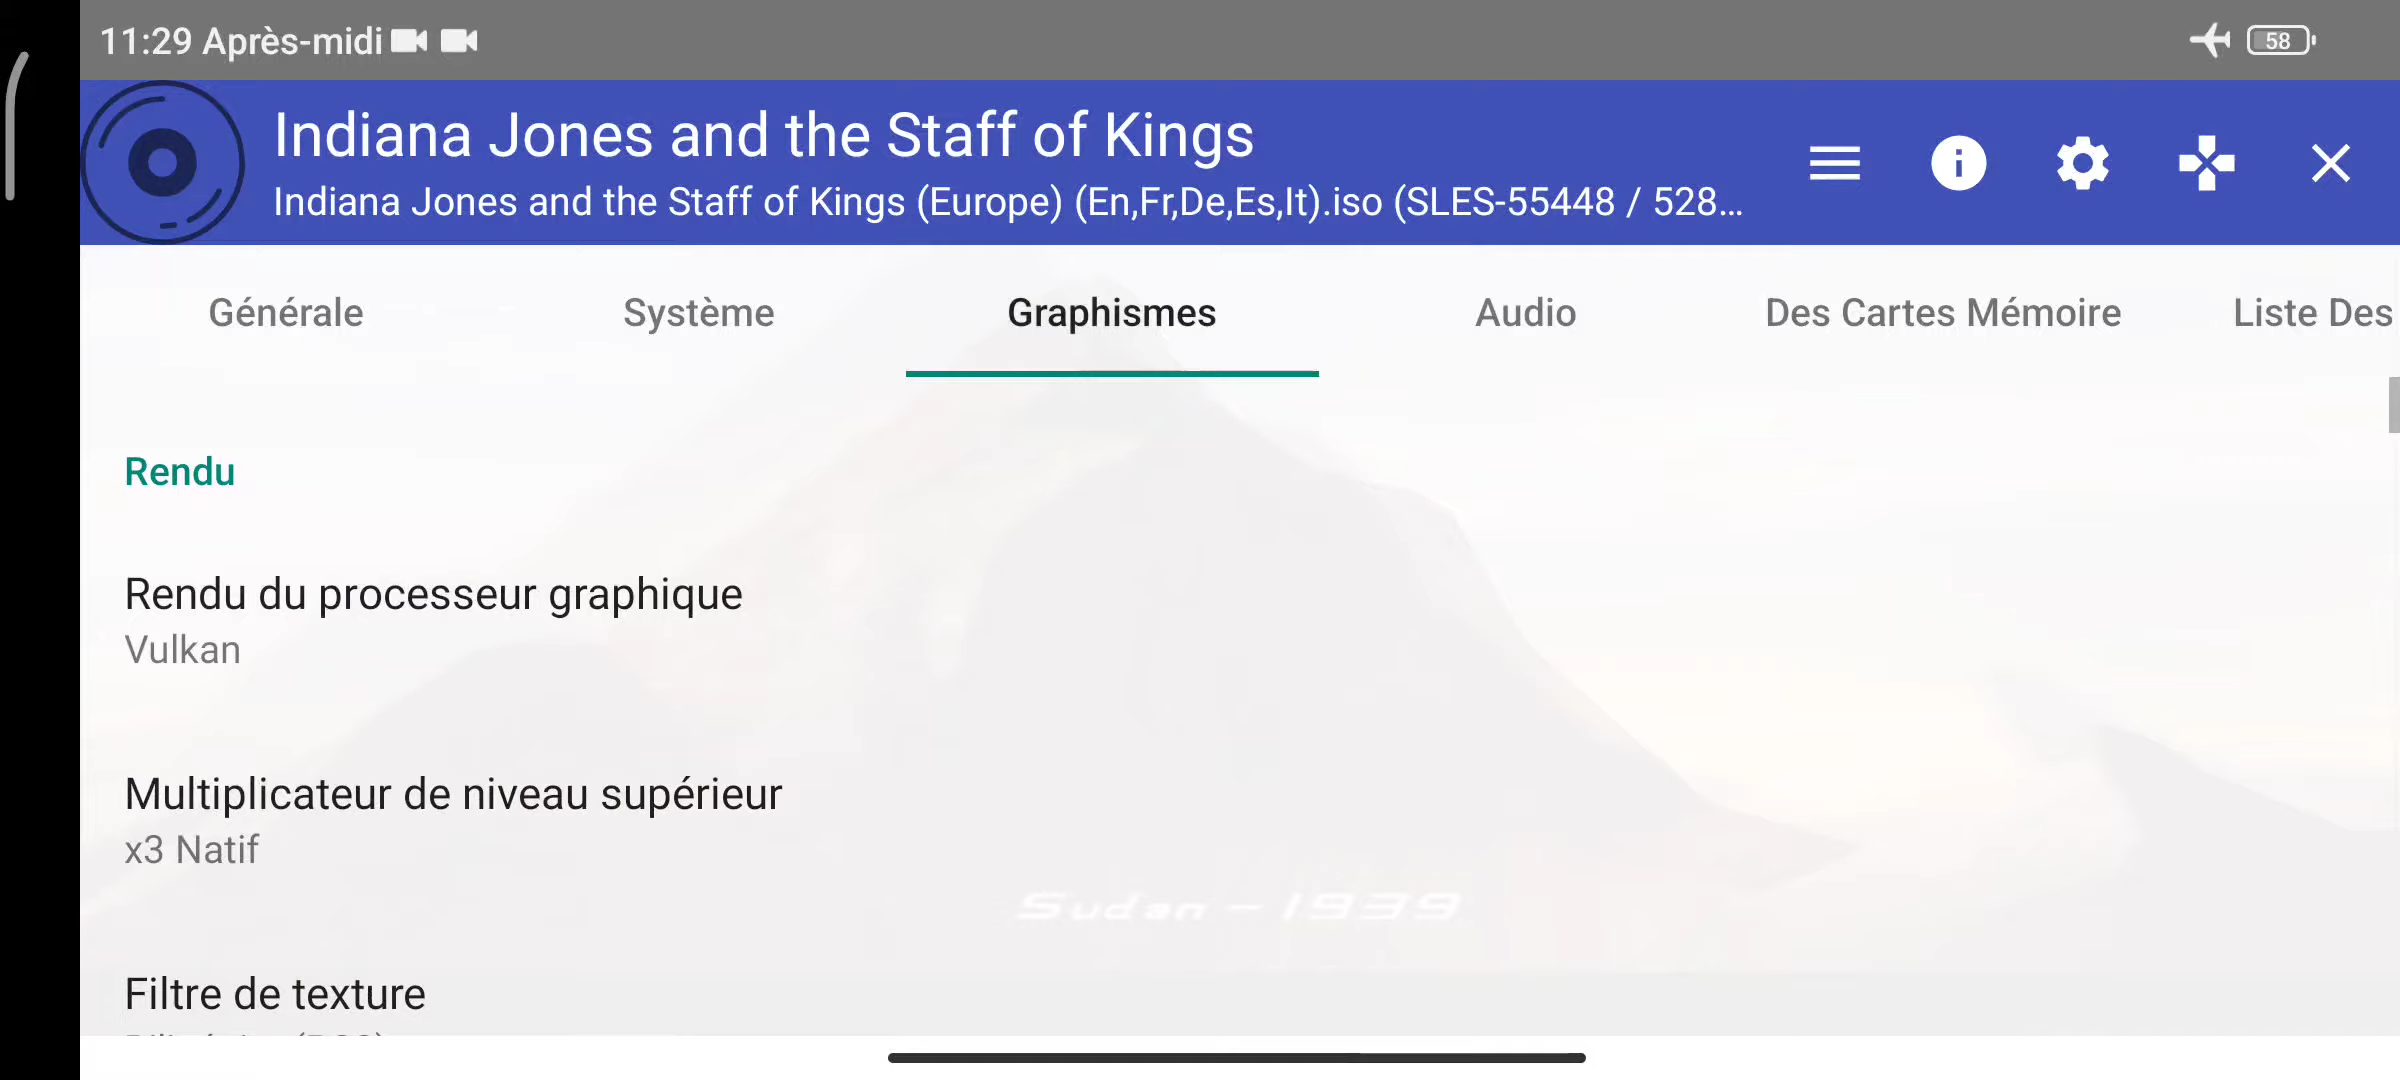 11:29 Après-midi
58
Indiana Jones and the Staff of Kings
Indiana Jones and the Staff of Kings (Europe) (En,Fr,De,Es,It).iso (SLES-55448 / 528...
Générale
Système
Graphismes
Audio
Des Cartes Mémoire
Liste Des
Rendu
Rendu du processeur graphique
Vulkan
Multiplicateur de niveau supérieur
x3 Natif
Sudan - 1939
Filtre de texture